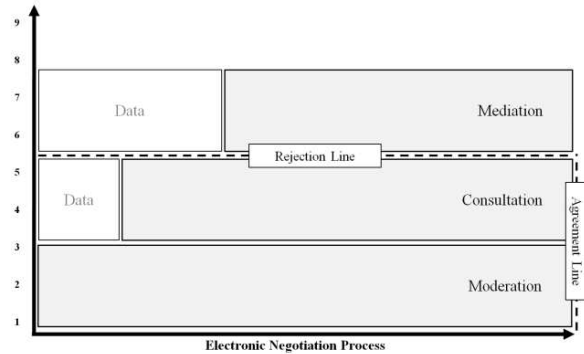 9
8
7
6
5
4
3
2
1
Data
Mediation
Rejection Line
Data
Consultation
Agreement Line
Moderation
Electronic Negotiation Process